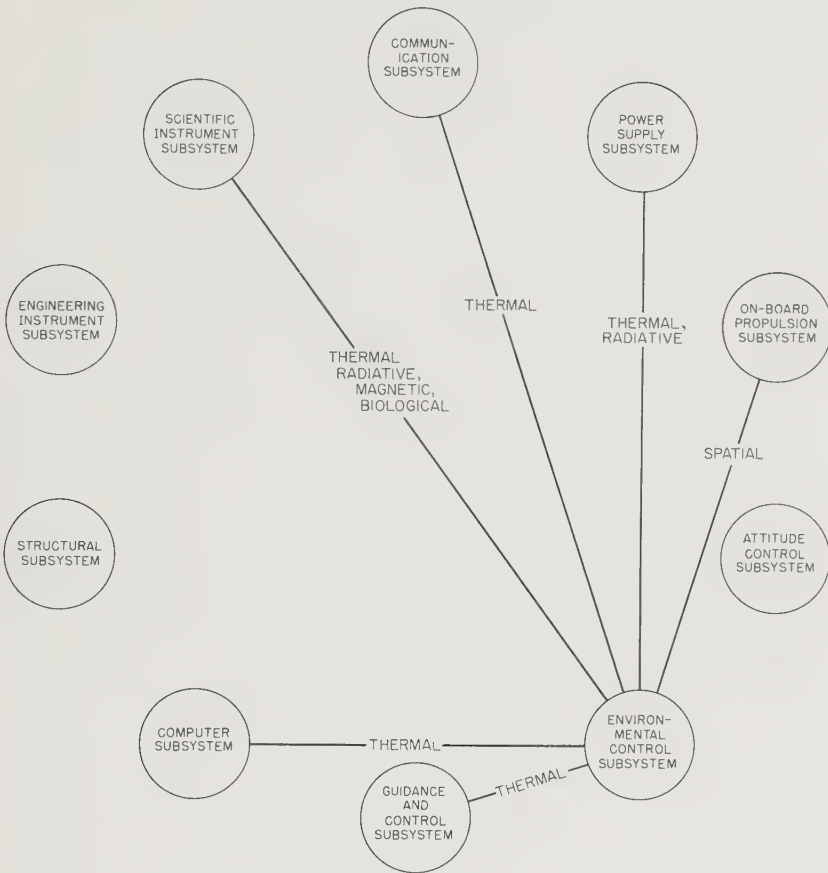 COMMUN-
ICATION
SUBSYSTEM
SCIENTIFIC
INSTRUMENT
SUBSYSTEM
POWER
SUPPLY
SUBSYSTEM
ENGINEERING
INSTRUMENT
SUBSYSTEM
THERMAL
THERMAL,
RADIATIVE
ON-BOARD
PROPULSION
SUBSYSTEM
THERMAL
RADIATIVE,
MAGNETIC,
BIOLOGICAL
SPATIAL
STRUCTURAL
SUBSYSTEM
ATTITUDE
CONTROL
SUBSYSTEM
COMPUTER
SUBSYSTEM
THERMAL
ENVIRON-
MENTAL
CONTROL
SUBSYSTEM
THERMAL
GUIDANCE
AND
CONTROL
SUBSYSTEM